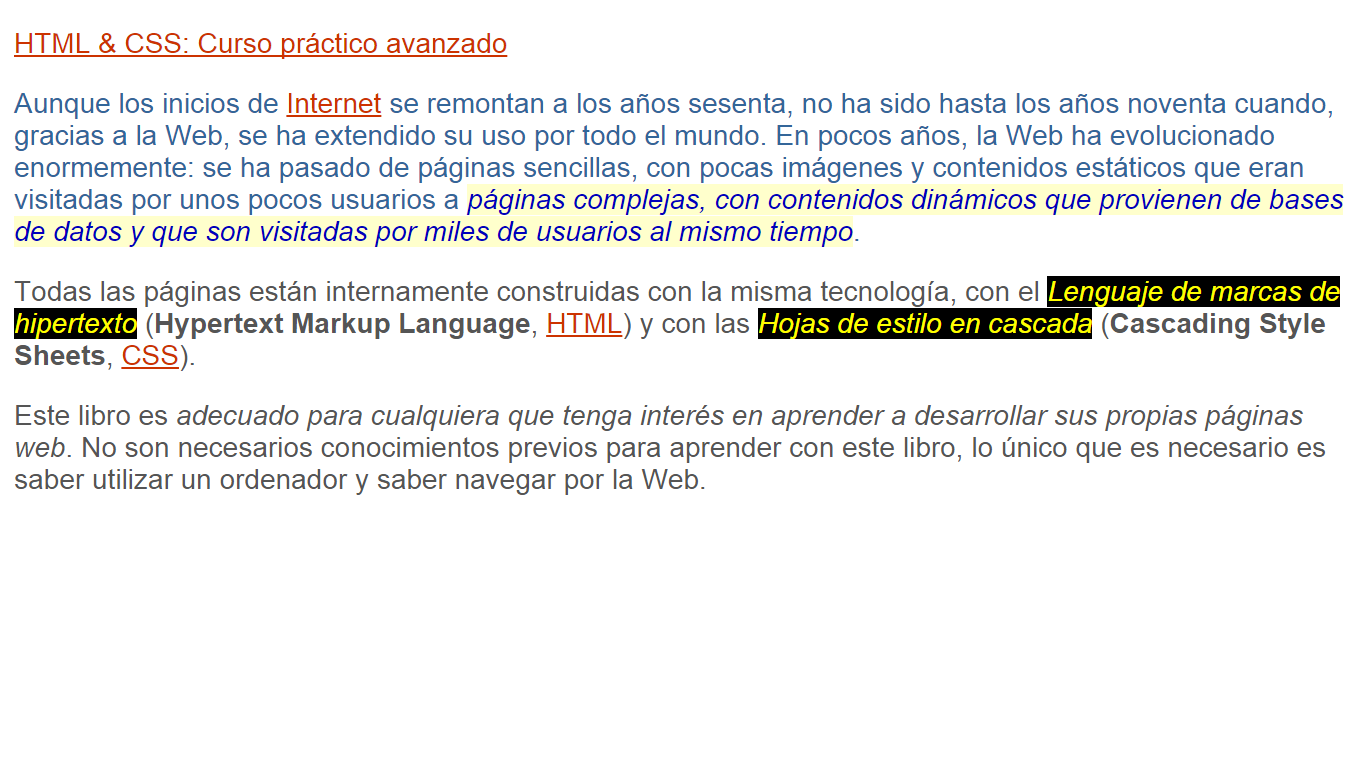 HTML & CSS: Curso práctico avanzado
Aunque los inicios de Internet se remontan a los años sesenta, no ha sido hasta los años noventa cuando,
gracias a la Web, se ha extendido su uso por todo el mundo. En pocos años, la Web ha evolucionado
enormemente: se ha pasado de páginas sencillas, con pocas imágenes y contenidos estáticos que eran
visitadas por unos pocos usuarios a páginas complejas, con contenidos dinámicos que provienen de bases
de datos y que son visitadas por miles de usuarios al mismo tiempo.
Todas las páginas están internamente construidas con la misma tecnología, con el Lenguaje de marcas de
hipertexto (Hypertext Markup Language, HTML) y con las Hojas de estilo en cascada (Cascading Style
Sheets, CSS).
Este libro es adecuado para cualquiera que tenga interés en aprender a desarrollar sus propias páginas
web. No son necesarios conocimientos previos para aprender con este libro, lo único que es necesario es
saber utilizar un ordenador y saber navegar por la Web.